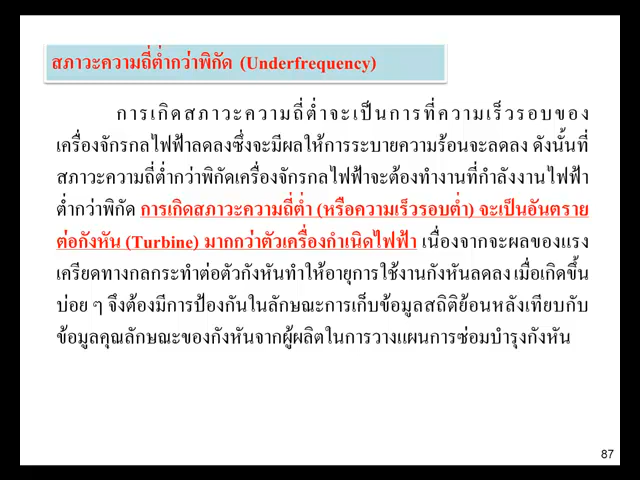 สภาวะความถี่ต่ำกว่าพิกัด (Underfrequency)
การเกิดสภาวะความถี่ต่ำจะเป็นการที่ความเร็วรอบของ
เครื่องจักรกลไฟฟ้าลดลงซึ่งจะมีผลให้การระบายความร้อนจะลดลง ดังนั้นที่
สภาวะความถี่ต่ำกว่าพิกัดเครื่องจักรกลไฟฟ้าจะต้องทำงานที่กำลังงานไฟฟ้า
ต่ำกว่าพิกัด การเกิดสภาวะความถี่ต่ำ (หรือความเร็วรอบต่ำ) จะเป็นอันตราย
ต่อกังหัน (Turbine) มากกว่าตัวเครื่องกำเนิดไฟฟ้า เนื่องจากจะผลของแรง
เครียดทางกลกระทำต่อตัวกังหันทำให้อายุการใช้งานกังหันลดลง เมื่อเกิดขึ้น
บ่อย ๆ จึงต้องมีการป้องกันในลักษณะการเก็บข้อมูลสถิติย้อนหลังเทียบกับ
ข้อมูลคุณลักษณะของกังหันจากผู้ผลิตในการวางแผนการซ่อมบำรุงกังหัน
87